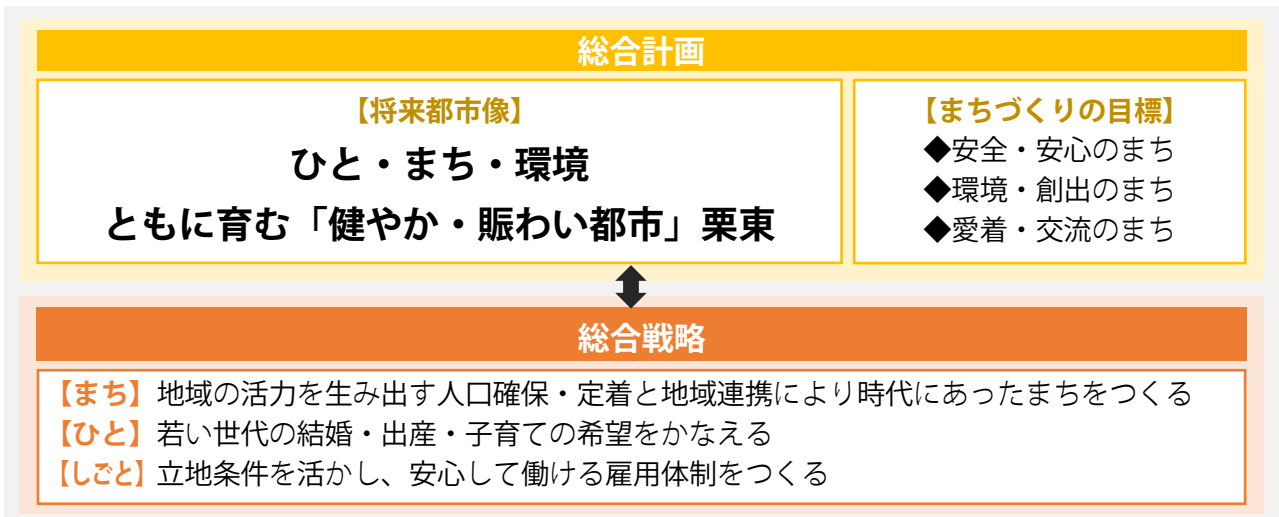 総合計画
【将来都市像】
ひと・まち・環境
ともに育む「健やか・賑わい都市」栗東
【まちづくりの目標】
◆安全・安心のまち
◆環境・創出のまち
◆愛着・交流のまち
総合戦略
【まち】地域の活力を生み出す人口確保・定着と地域連携により時代にあったまちをつくる
【ひと】若い世代の結婚・出産・子育ての希望をかなえる
【しごと】立地条件を活かし、安心して働ける雇用体制をつくる